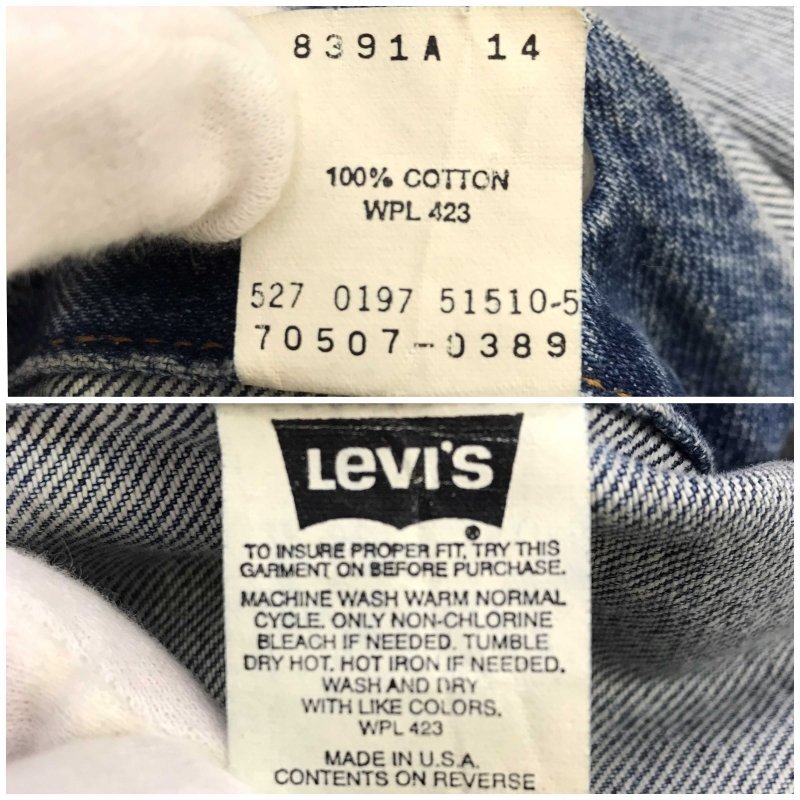 8391A 14
100% COTTON
WPL 423
527 0197 51510-5
70507-0389
LEVI'S
®
TO INSURE PROPER FIT, TRY THIS
GARMENT ON BEFORE PURCHASE.
MACHINE WASH WARM NORMAL
CYCLE. ONLY NON-CHLORINE
BLEACH IF NEEDED. TUMBLE
DRY HOT. HOT IRON IF NEEDED.
WASH AND DRY
WITH LIKE COLORS.
WPL 423
MADE IN U.S.A.
CONTENTS ON REVERSE